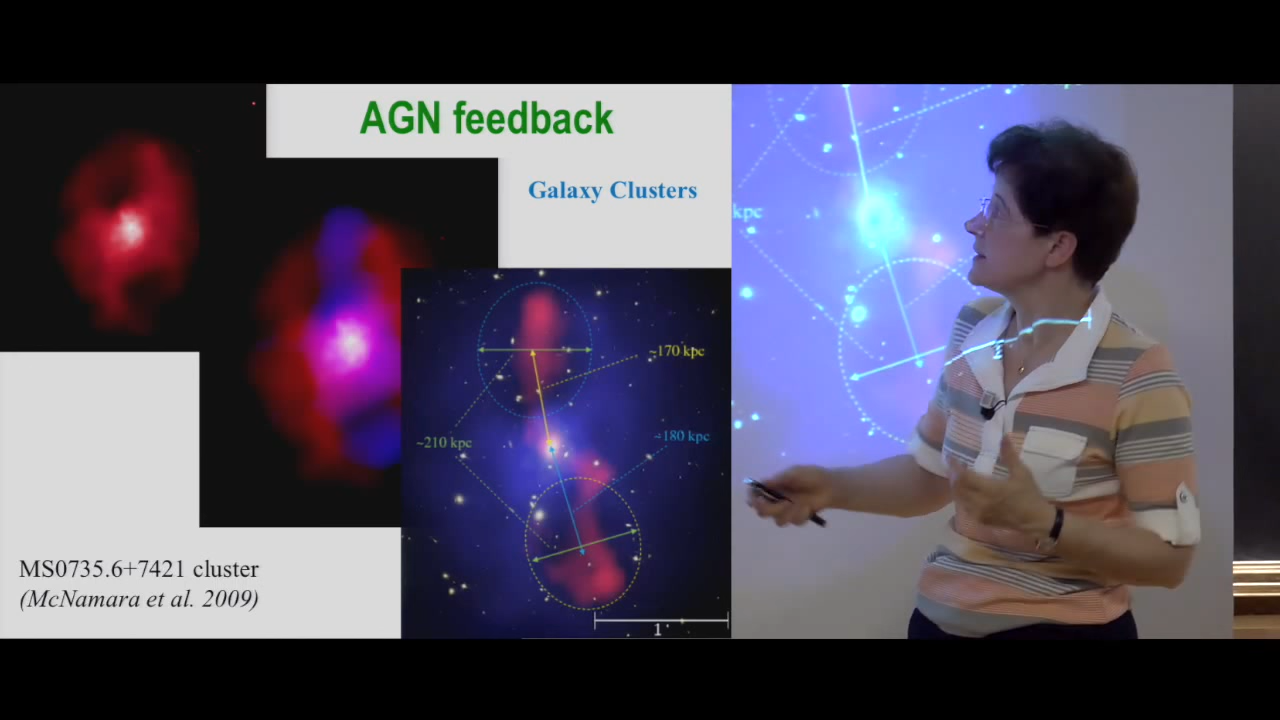 AGN feedback
Galaxy Clusters
~170 kpc
~180 kpc
~210 kpc
1'
MS0735.6+7421 cluster
(McNamara et al. 2009)
kpc